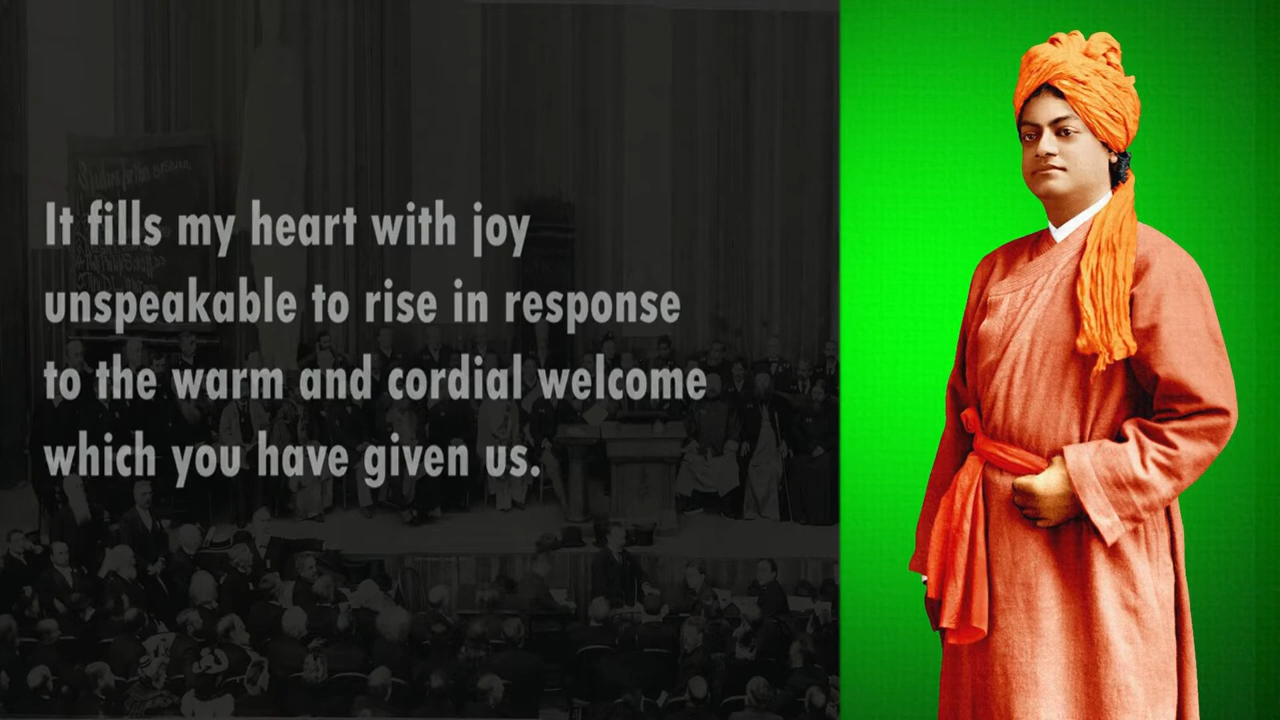 It fills my heart with joy
unspeakable to rise in response
to the warm and cordial welcome
which you have given us.